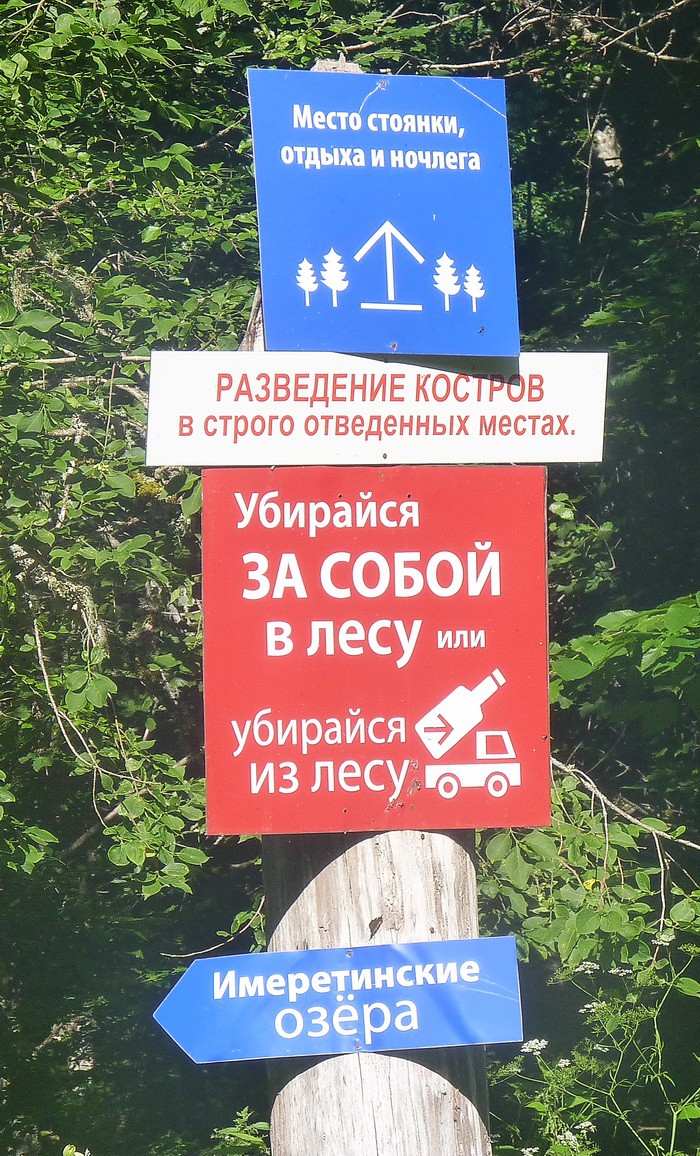 Место стоянки,
отдыха и ночлега
РАЗВЕДЕНИЕ КОСТРОВ
в строго отведенных местах.
Убирайся
ЗА СОБОЙ
в лесу или
убирайся
из лесу
Имеретинские
озёра